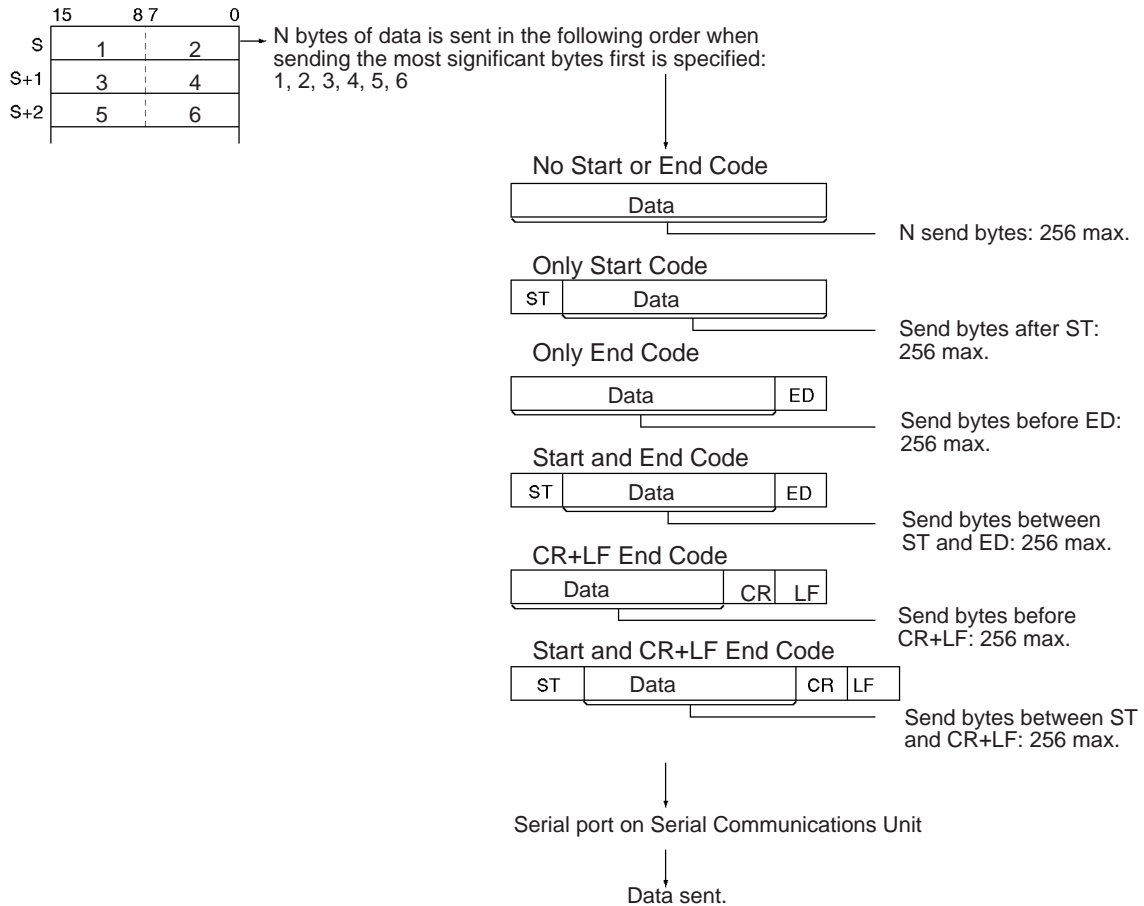 15 8 7 0
S 1 2
S+1 3 4
S+2 5 6
N bytes of data is sent in the following order when
sending the most significant bytes first is specified:
1, 2, 3, 4, 5, 6
No Start or End Code
Data
N send bytes: 256 max.
Only Start Code
ST Data
Send bytes after ST:
256 max.
Only End Code
Data ED
Send bytes before ED:
256 max.
Start and End Code
ST Data ED
Send bytes between
ST and ED: 256 max.
CR+LF End Code
Data CR LF
Send bytes before
CR+LF: 256 max.
Start and CR+LF End Code
ST Data CR LF
Send bytes between ST
and CR+LF: 256 max.
Serial port on Serial Communications Unit
Data sent.